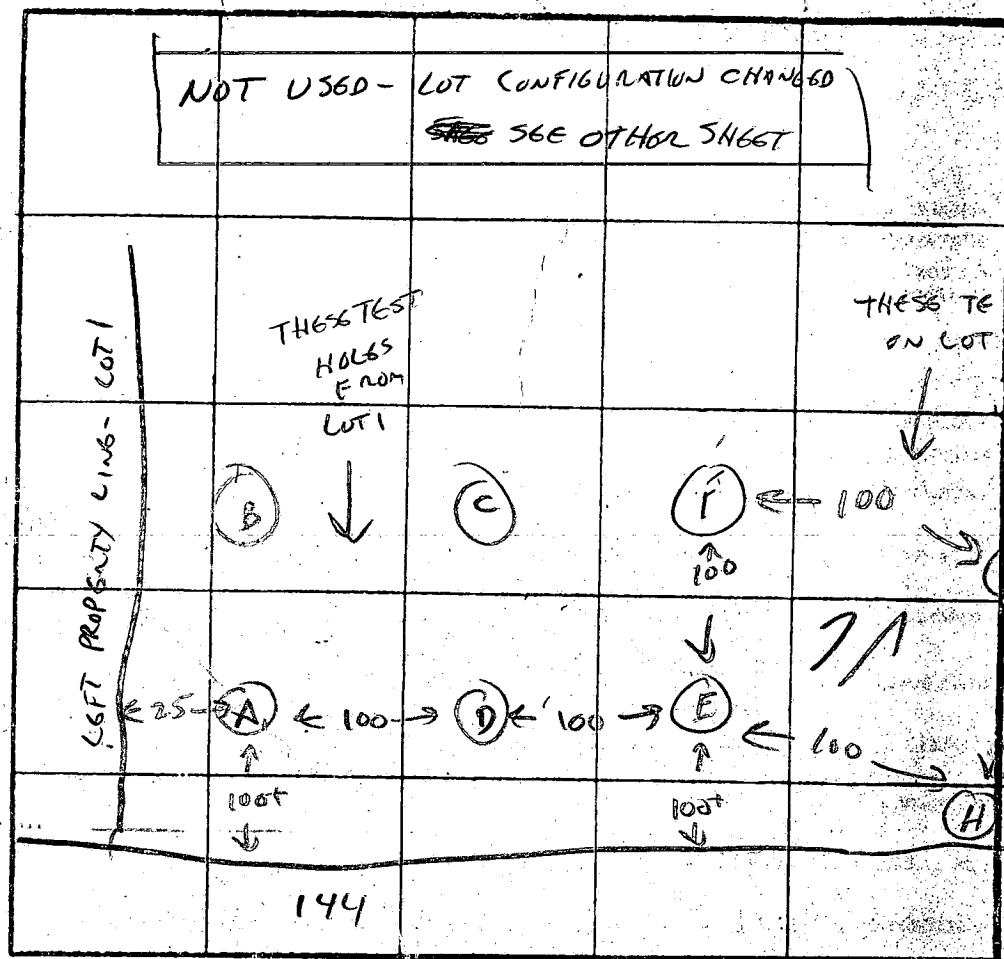 NOT USED - LOT CONFIGURATION CHANGED
SEE OTHER SHEET
THESE TEST
HOLES
FROM
LOT 1
THESE TE
ON LOT
LEFT PROPERTY LINE - LOT 1
B
C
100
100
25
A
100
D
100
E
100
100+
100+
H
144